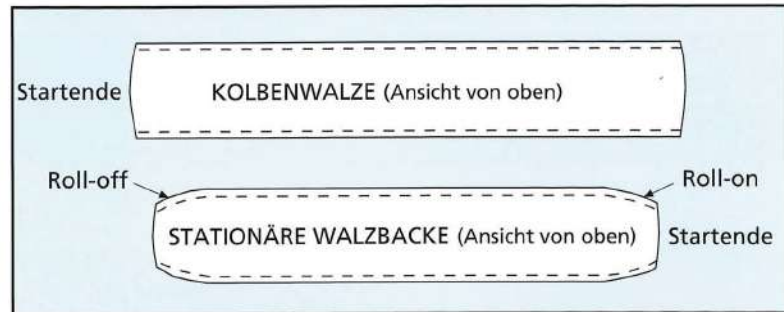 Startende
KOLBENWALZE (Ansicht von oben)
Roll-off
Roll-on
STATIONÄRE WALZBACKE (Ansicht von oben)
Startende